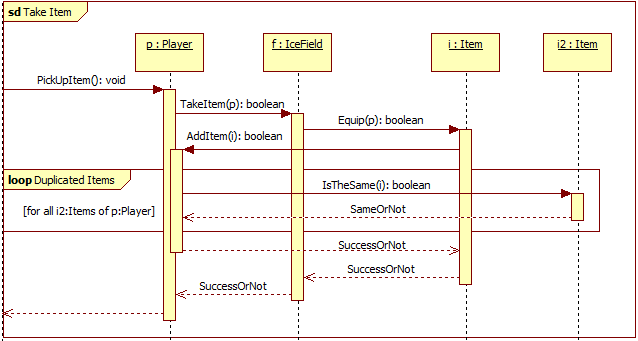 sd Take Item
p : Player
f : IceField
i : Item
i2 : Item
PickUpItem(): void
TakeItem(p): boolean
Equip(p): boolean
AddItem(i): boolean
loop Duplicated Items
IsTheSame(i): boolean
[for all i2:Items of p:Player]
SameOrNot
SuccessOrNot
SuccessOrNot
SuccessOrNot